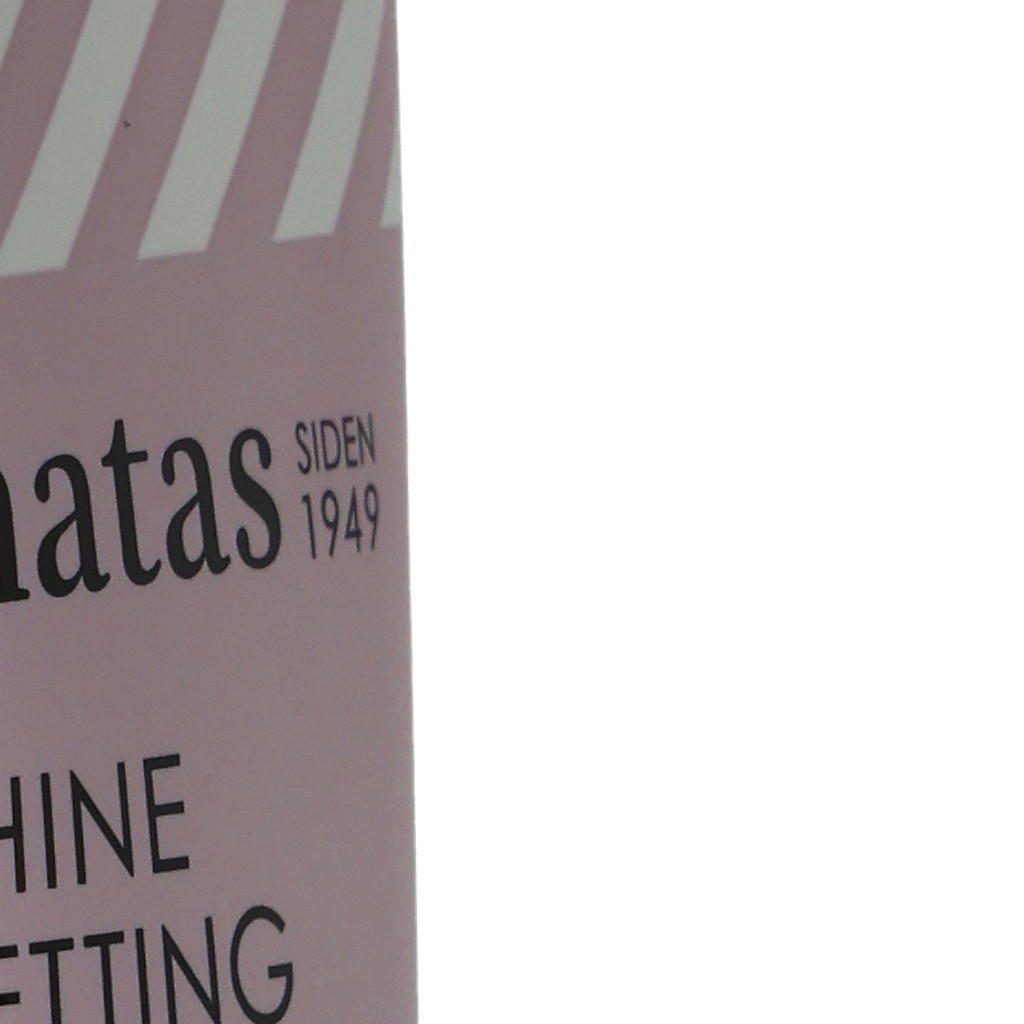 natas SIDEN
1949
HINE
ETTING